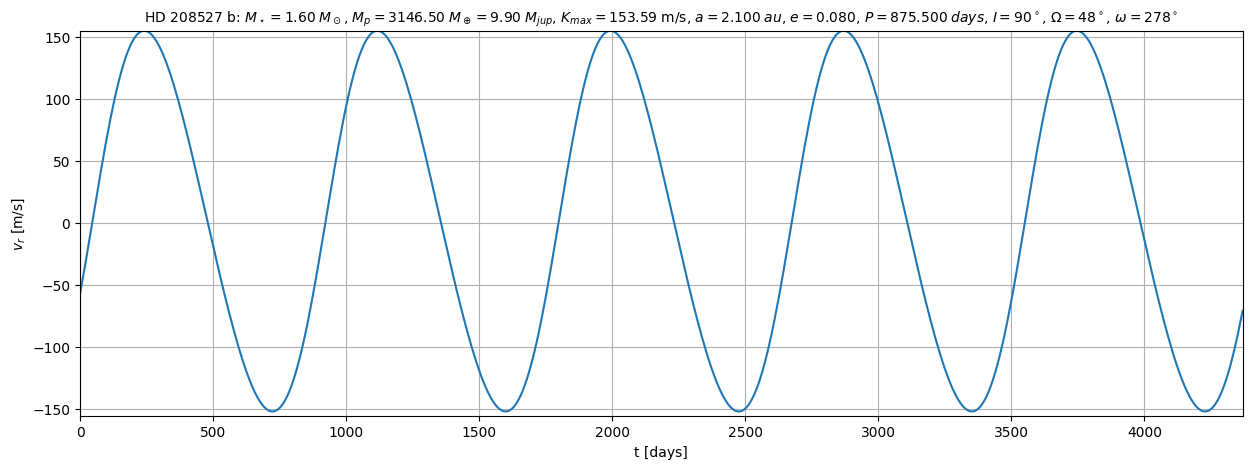 HD 208527 b: M⋆ = 1.60 M⊙, Mp = 3146.50 M⊕ = 9.90 Mjup, Kmax = 153.59 m/s, a = 2.100 au, e = 0.080, P = 875.500 days, I = 90°, Ω = 48°, ω = 278°
150
100
50
0
−50
−100
−150
vr [m/s]
0 500 1000 1500 2000 2500 3000 3500 4000
t [days]